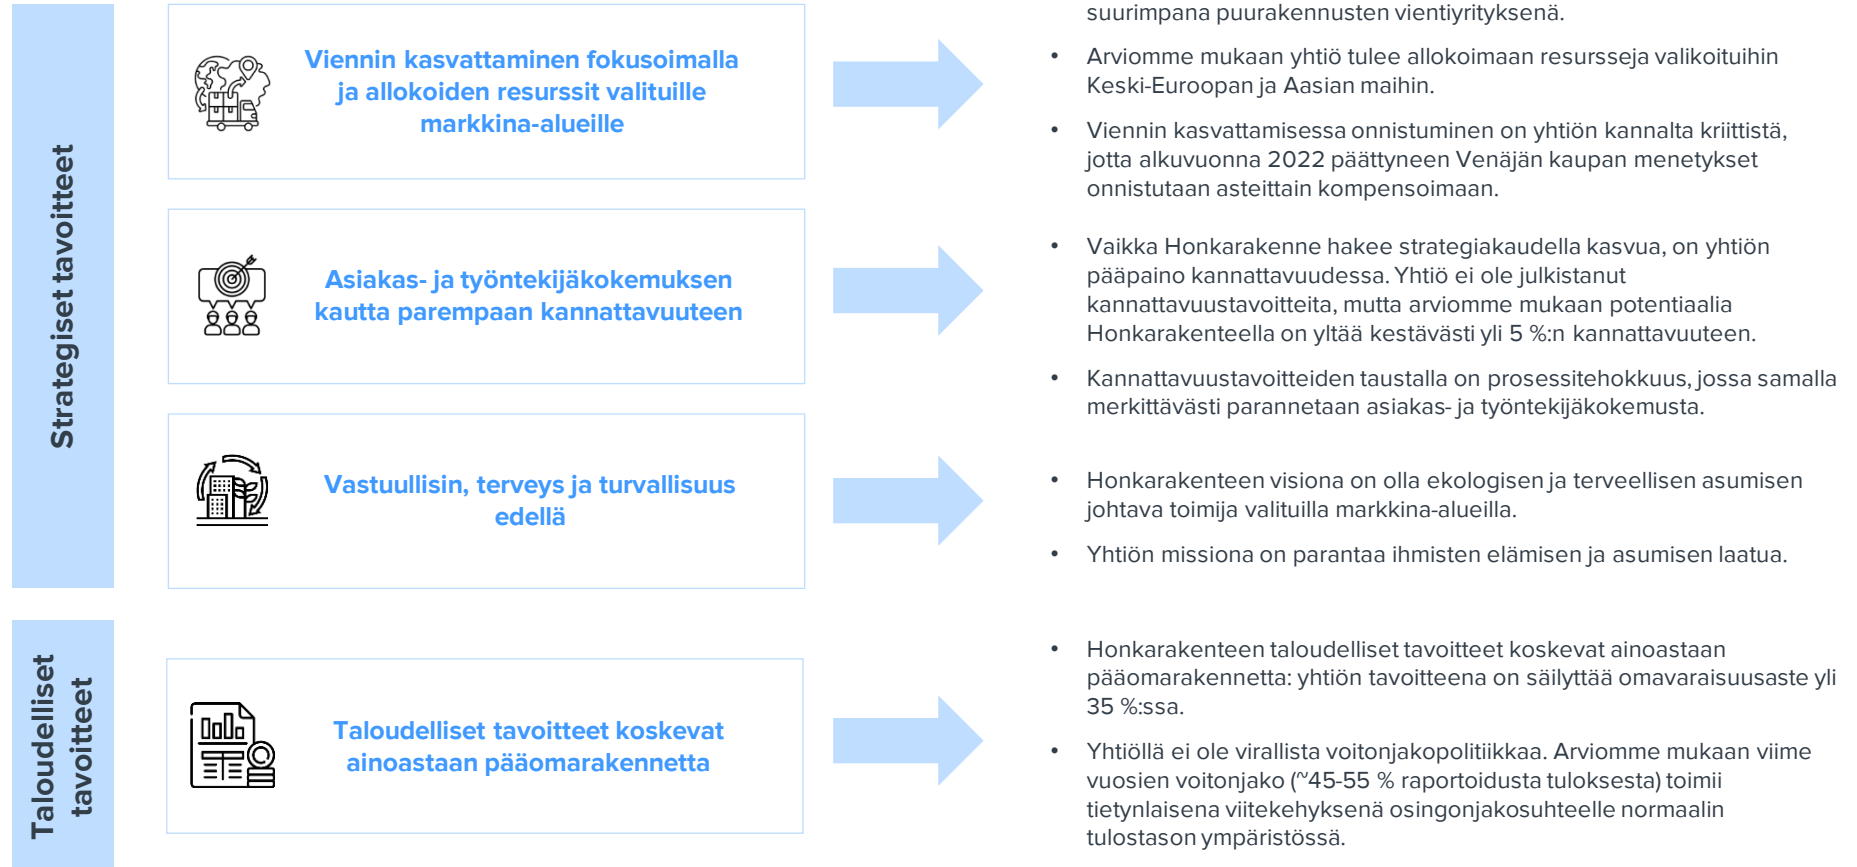 Strategiset tavoitteet
Viennin kasvattaminen fokusoimalla
ja allokoiden resurssit valituille
markkina-alueille
suurimpana puurakennusten vientiyrityksenä.
• Arviomme mukaan yhtiö tulee allokoimaan resursseja valikoituihin
Keski-Euroopan ja Aasian maihin.
• Viennin kasvattamisessa onnistuminen on yhtiön kannalta kriittistä,
jotta alkuvuonna 2022 päättyneen Venäjän kaupan menetykset
onnistutaan asteittain kompensoimaan.
Asiakas- ja työntekijäkokemuksen
kautta parempaan kannattavuuteen
• Vaikka Honkarakenne hakee strategiakaudella kasvua, on yhtiön
pääpaino kannattavuudessa. Yhtiö ei ole julkistanut
kannattavuustavoitteita, mutta arviomme mukaan potentiaalia
Honkarakenteella on yltää kestävästi yli 5 %:n kannattavuuteen.
• Kannattavuustavoitteiden taustalla on prosessitehokkuus, jossa samalla
merkittävästi parannetaan asiakas- ja työntekijäkokemusta.
Vastuullisin, terveys ja turvallisuus
edellä
• Honkarakenteen visiona on olla ekologisen ja terveellisen asumisen
johtava toimija valituilla markkina-alueilla.
• Yhtiön missiona on parantaa ihmisten elämisen ja asumisen laatua.
Taloudelliset
tavoitteet
Taloudelliset tavoitteet koskevat
ainoastaan pääomarakennetta
• Honkarakenteen taloudelliset tavoitteet koskevat ainoastaan
pääomarakennetta: yhtiön tavoitteena on säilyttää omavaraisuusaste yli
35 %:ssa.
• Yhtiöllä ei ole virallista voitonjakopolitiikkaa. Arviomme mukaan viime
vuosien voitonjako (~45-55 % raportoidusta tuloksesta) toimii
tietynlaisena viitekehyksenä osingonjakosuhteelle normaalin
tulostason ympäristössä.